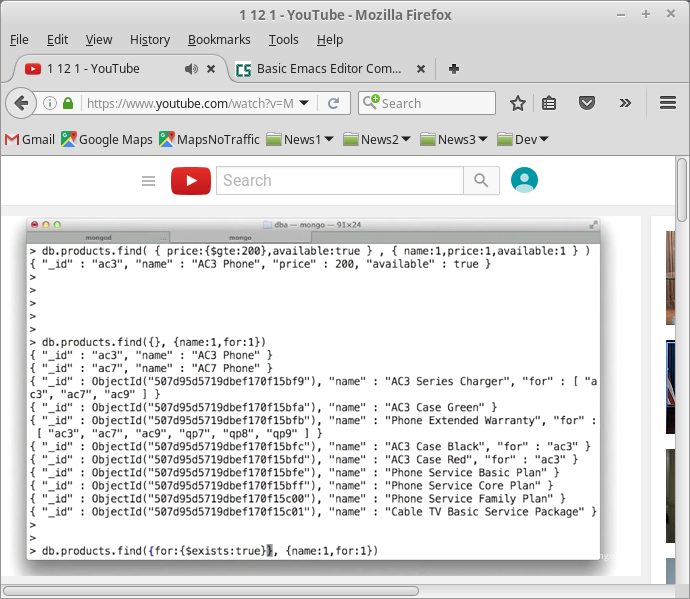 1 12 1 - YouTube - Mozilla Firefox
File Edit View History Bookmarks Tools Help
1 12 1 - YouTube
Basic Emacs Editor Com...
https://www.youtube.com/watch?v=M
Search
Gmail Google Maps MapsNoTraffic News1 News2 News3 Dev
Search
dba — mongo — 91×24
mongod mongo
> db.products.find( { price:{$gte:200},available:true } , { name:1,price:1,available:1 } )
{ "_id" : "ac3", "name" : "AC3 Phone", "price" : 200, "available" : true }
>
>
>
>
>
> db.products.find({}, {name:1,for:1})
{ "_id" : "ac3", "name" : "AC3 Phone" }
{ "_id" : "ac7", "name" : "AC7 Phone" }
{ "_id" : ObjectId("507d95d5719dbef170f15bf9"), "name" : "AC3 Series Charger", "for" : [ "a
c3", "ac7", "ac9" ] }
{ "_id" : ObjectId("507d95d5719dbef170f15bfa"), "name" : "AC3 Case Green" }
{ "_id" : ObjectId("507d95d5719dbef170f15bfb"), "name" : "Phone Extended Warranty", "for" :
[ "ac3", "ac7", "ac9", "qp7", "qp8", "qp9" ] }
{ "_id" : ObjectId("507d95d5719dbef170f15bfc"), "name" : "AC3 Case Black", "for" : "ac3" }
{ "_id" : ObjectId("507d95d5719dbef170f15bfd"), "name" : "AC3 Case Red", "for" : "ac3" }
{ "_id" : ObjectId("507d95d5719dbef170f15bfe"), "name" : "Phone Service Basic Plan" }
{ "_id" : ObjectId("507d95d5719dbef170f15bff"), "name" : "Phone Service Core Plan" }
{ "_id" : ObjectId("507d95d5719dbef170f15c00"), "name" : "Phone Service Family Plan" }
{ "_id" : ObjectId("507d95d5719dbef170f15c01"), "name" : "Cable TV Basic Service Package" }
>
>
> db.products.find({for:{$exists:true}}, {name:1,for:1})